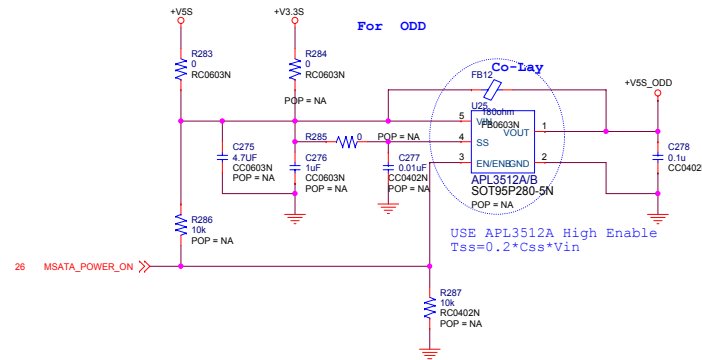 +V5S
+V3.3S
For ODD
R283
0
RC0603N
R284
0
RC0603N
POP = NA
Co-Lay
FB12
+V5S_ODD
U25
180ohm
5
VIN
FB0603N
VOUT
1
R285
0
POP = NA
4
SS
C275
4.7UF
CC0603N
POP = NA
C276
1uF
CC0603N
POP = NA
C277
0.01uF
CC0402N
POP = NA
3
EN/ENB
GND
2
C278
0.1u
CC0402
APL3512A/B
SOT95P280-5N
POP = NA
R286
10k
POP = NA
USE APL3512A High Enable
Tss=0.2*Css*Vin
26 MSATA_POWER_ON
R287
10k
RC0402N
POP = NA